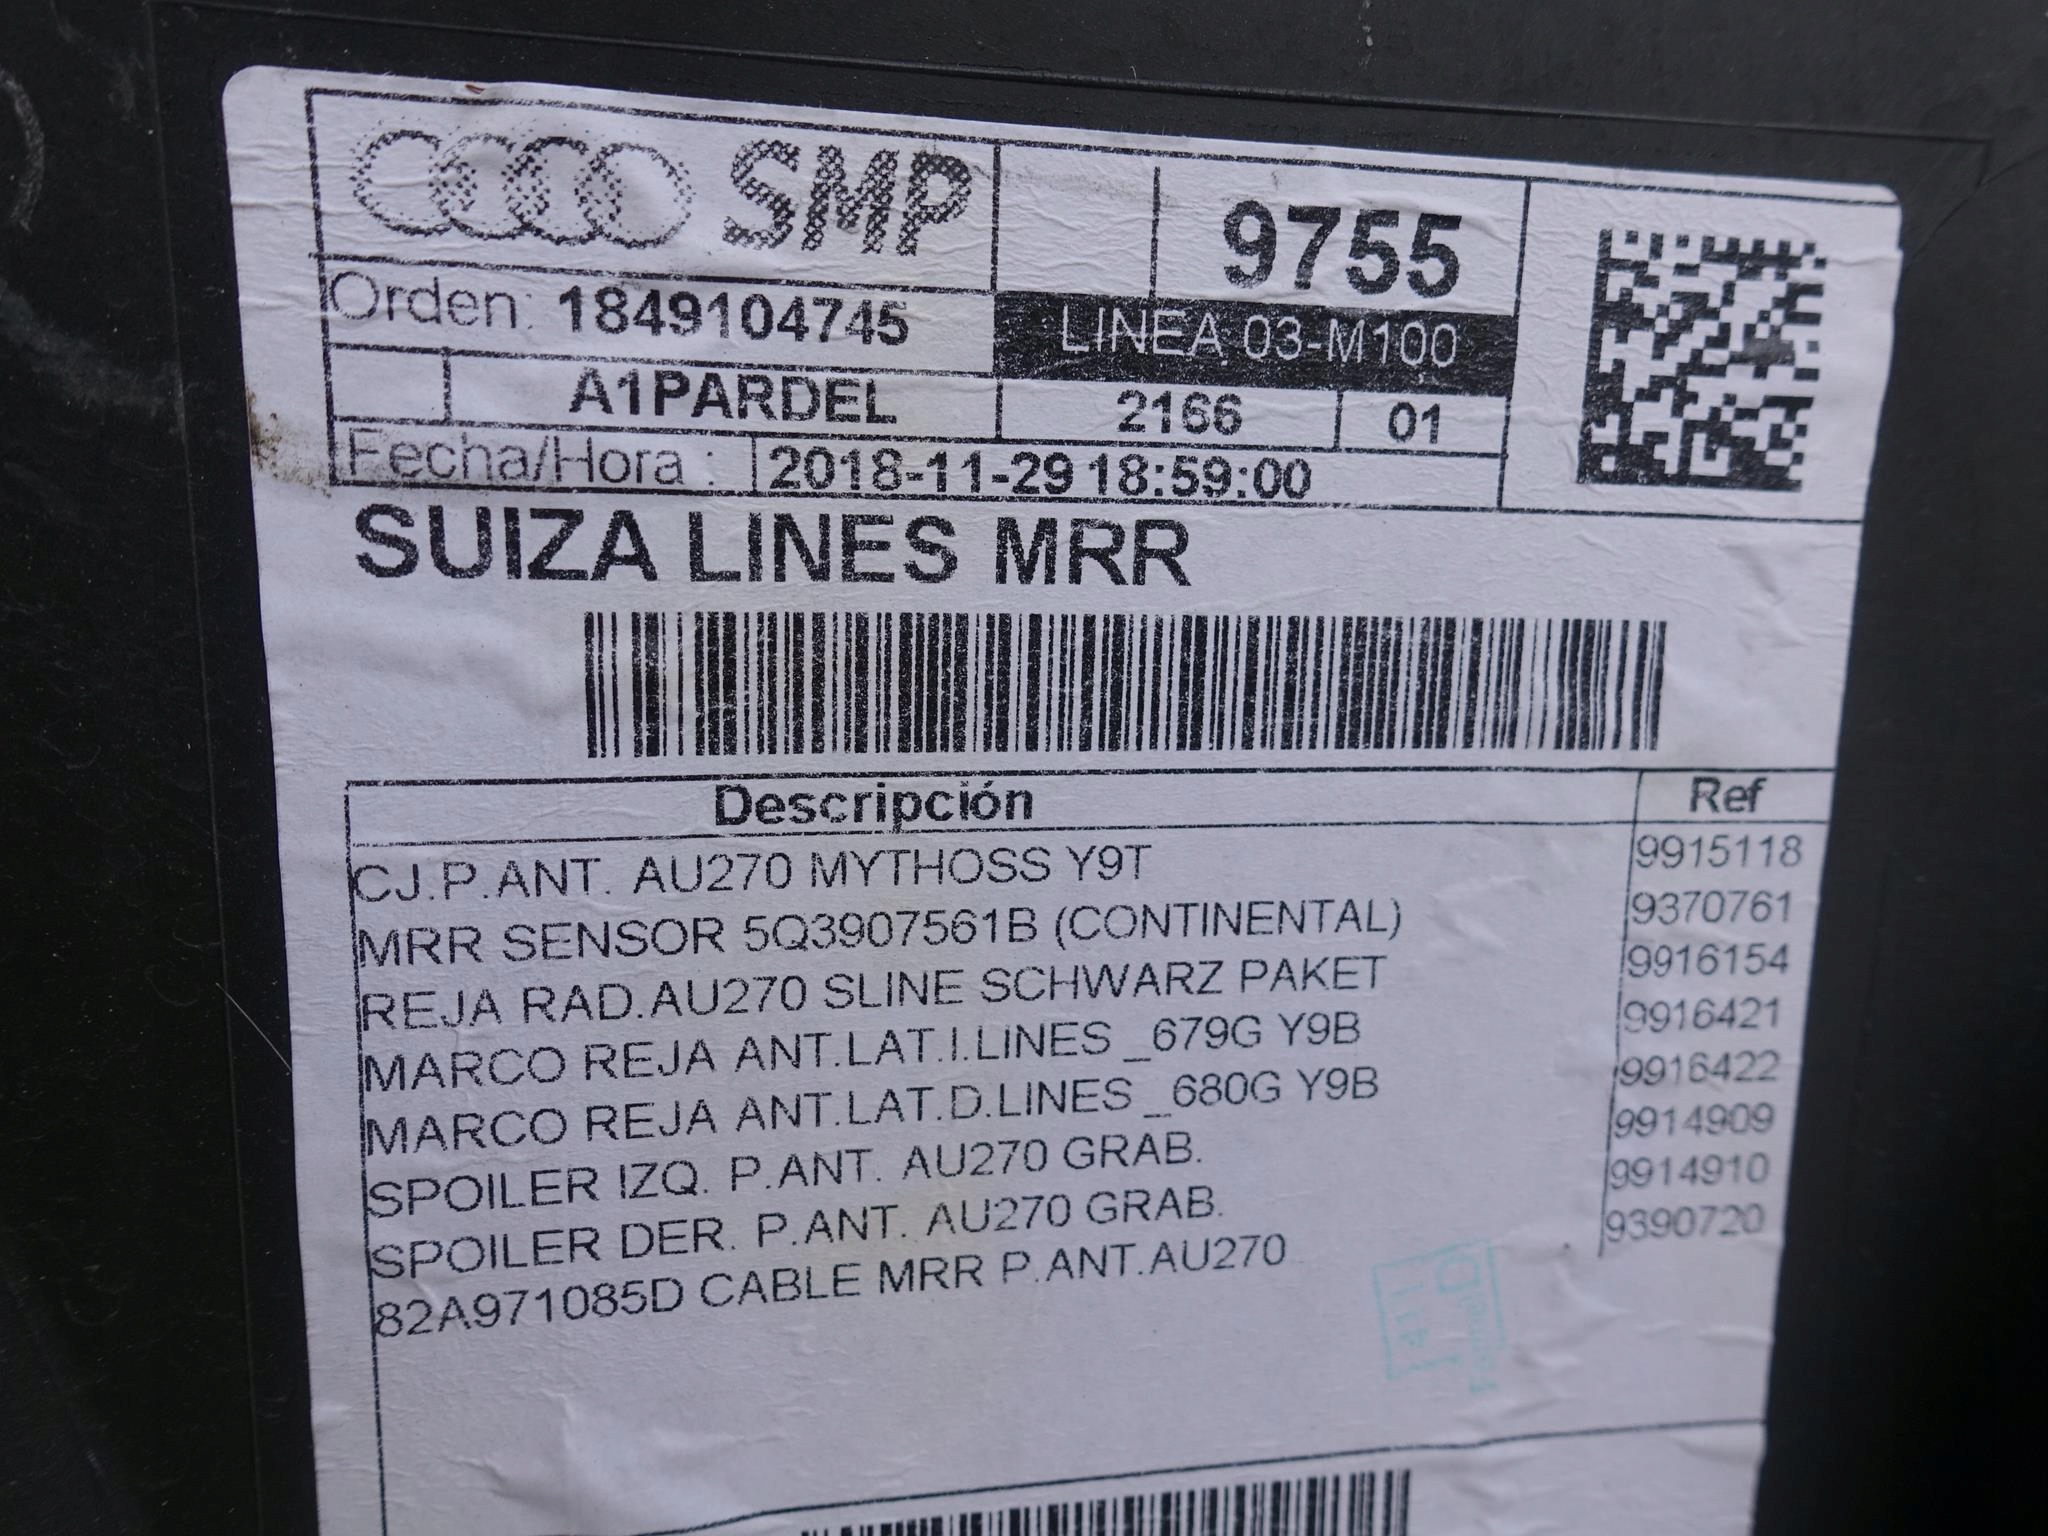 SMP
9755
Orden: 1849104745
LINEA 03-M100
A1PARDEL
2166
01
Fecha/Hora : 2018-11-29 18:59:00
SUIZA LINES MRR
Descripción Ref
CJ.P.ANT. AU270 MYTHOSS Y9T 9915118
MRR SENSOR 5Q3907561B (CONTINENTAL) 9370761
REJA RAD.AU270 SLINE SCHWARZ PAKET 9916154
MARCO REJA ANT.LAT.I.LINES _679G Y9B 9916421
MARCO REJA ANT.LAT.D.LINES _680G Y9B 9916422
SPOILER IZQ. P.ANT. AU270 GRAB. 9914909
SPOILER DER. P.ANT. AU270 GRAB. 9914910
82A971085D CABLE MRR P.ANT.AU270 9390720